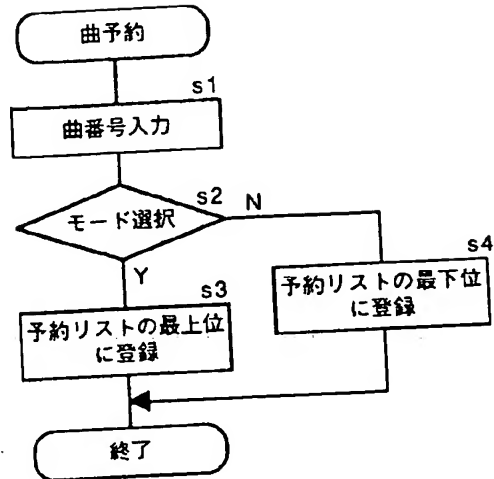 曲予約
s1
曲番号入力
s2
モード選択
N
Y
s4
予約リストの最下位
に登録
s3
予約リストの最上位
に登録
終了